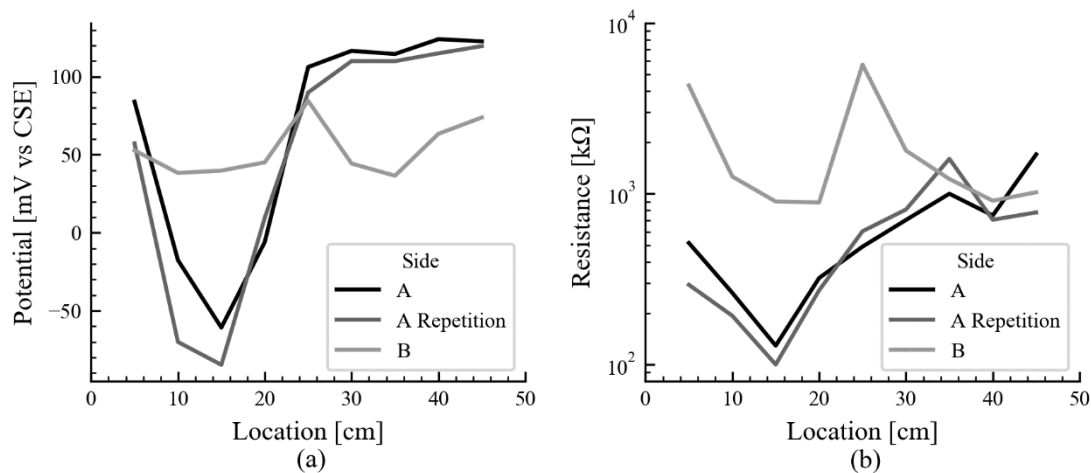 Potential [mV vs CSE]
100
50
0
−50
0
10
20
30
40
50
Location [cm]
Side
A
A Repetition
B
(a)
Resistance [kΩ]
10⁴
10³
10²
0
10
20
30
40
50
Location [cm]
Side
A
A Repetition
B
(b)